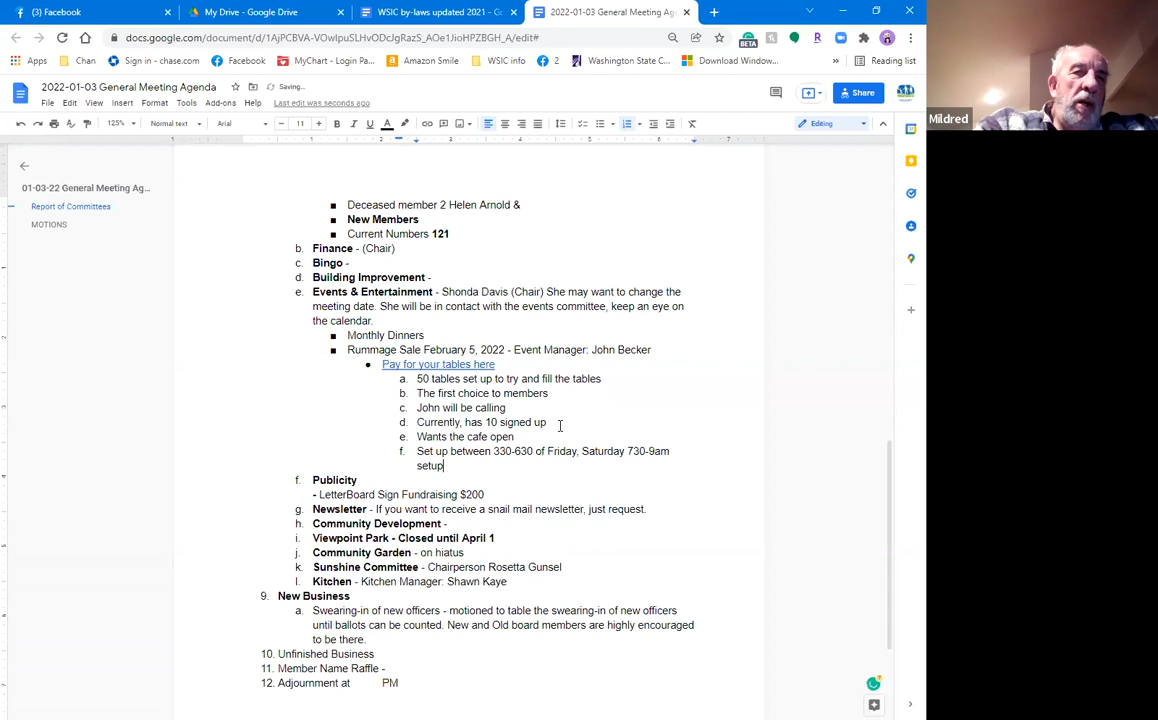 (3) Facebook
My Drive - Google Drive
WSIC by-laws updated 2021 - Go
2022-01-03 General Meeting Age
docs.google.com/document/d/1AjPCBVA-VOwIpuSLHvODcJgRazS_AOe1JioHPZBGH_A/edit#
BETA
Apps
Chan
Sign in - chase.com
Facebook
MyChart - Login Pa...
Amazon Smile
WSIC info
2
Washington State C...
Download Window...
»
Reading list
2022-01-03 General Meeting Agenda
Saving...
File Edit View Insert Format Tools Add-ons Help Last edit was seconds ago
Share
125% Normal text Arial 11 B I U A Editing
01-03-22 General Meeting Ag...
Report of Committees
MOTIONS
■ Deceased member 2 Helen Arnold &
■ New Members
■ Current Numbers 121
b. Finance - (Chair)
c. Bingo -
d. Building Improvement -
e. Events & Entertainment - Shonda Davis (Chair) She may want to change the
meeting date. She will be in contact with the events committee, keep an eye on
the calendar.
■ Monthly Dinners
■ Rummage Sale February 5, 2022 - Event Manager: John Becker
● Pay for your tables here
a. 50 tables set up to try and fill the tables
b. The first choice to members
c. John will be calling
d. Currently, has 10 signed up
e. Wants the cafe open
f. Set up between 330-630 of Friday, Saturday 730-9am
setup
f. Publicity
- LetterBoard Sign Fundraising $200
g. Newsletter - If you want to receive a snail mail newsletter, just request.
h. Community Development -
i. Viewpoint Park - Closed until April 1
j. Community Garden - on hiatus
k. Sunshine Committee - Chairperson Rosetta Gunsel
l. Kitchen - Kitchen Manager: Shawn Kaye
9. New Business
a. Swearing-in of new officers - motioned to table the swearing-in of new officers
until ballots can be counted. New and Old board members are highly encouraged
to be there.
10. Unfinished Business
11. Member Name Raffle -
12. Adjournment at PM
Mildred